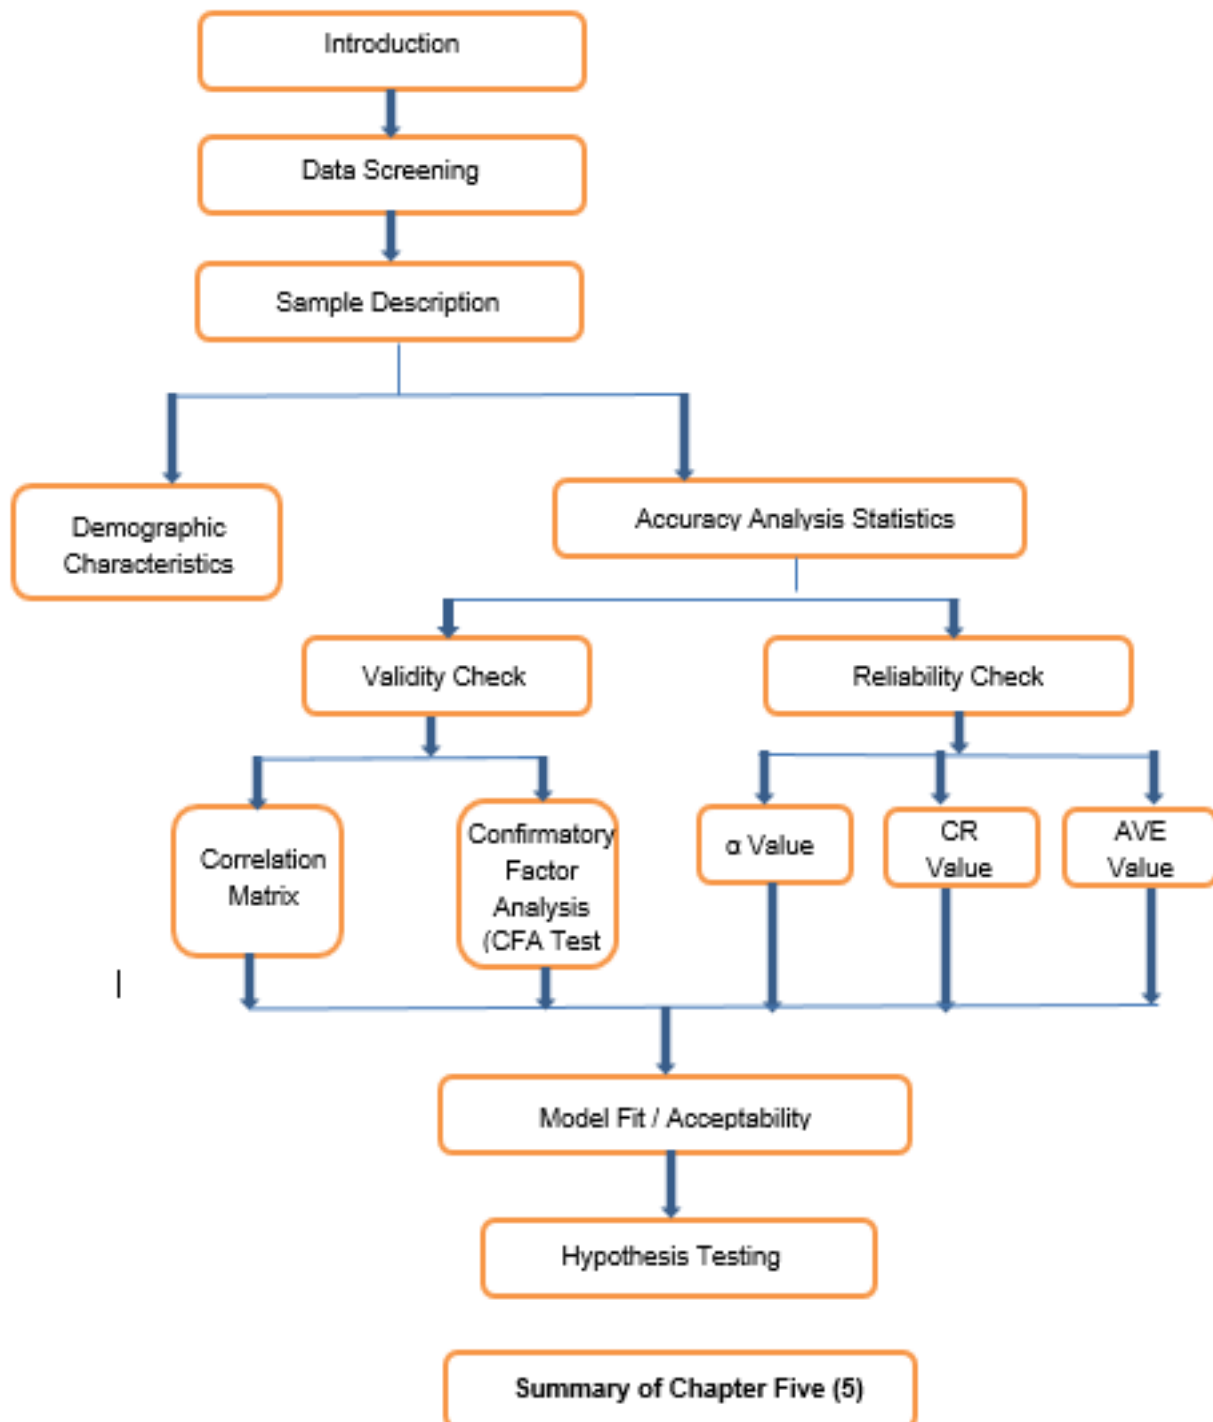 Introduction
Data Screening
Sample Description
Demographic
Characteristics
Accuracy Analysis Statistics
Validity Check
Reliability Check
Correlation
Matrix
Confirmatory
Factor
Analysis
(CFA Test
α Value
CR
Value
AVE
Value
Model Fit / Acceptability
Hypothesis Testing
Summary of Chapter Five (5)